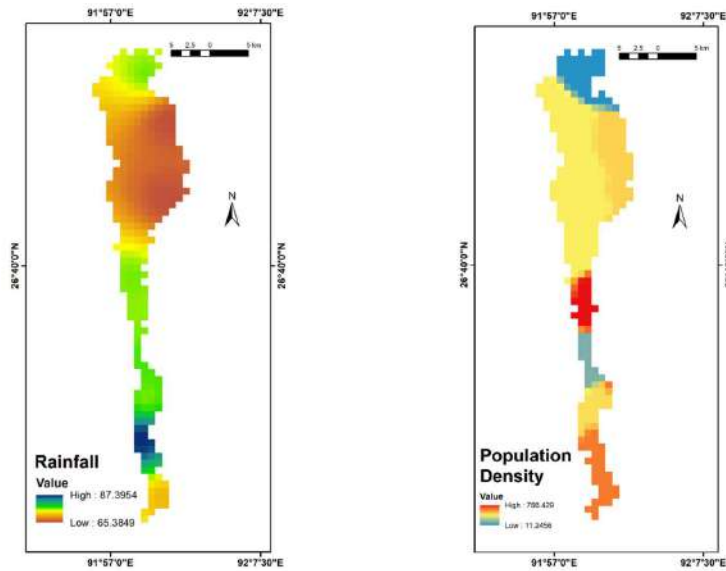 91°57'0"E 92°7'30"E
5 2.5 0 5 km
N
26°40'0"N 26°40'0"N
Rainfall
Value
High : 87.3954
Low : 65.3849
91°57'0"E 92°7'30"E
91°57'0"E 92°7'30"E
5 2.5 0 5 km
N
26°40'0"N
Population
Density
Value
High : 766.429
Low : 11.2456
91°57'0"E 92°7'30"E